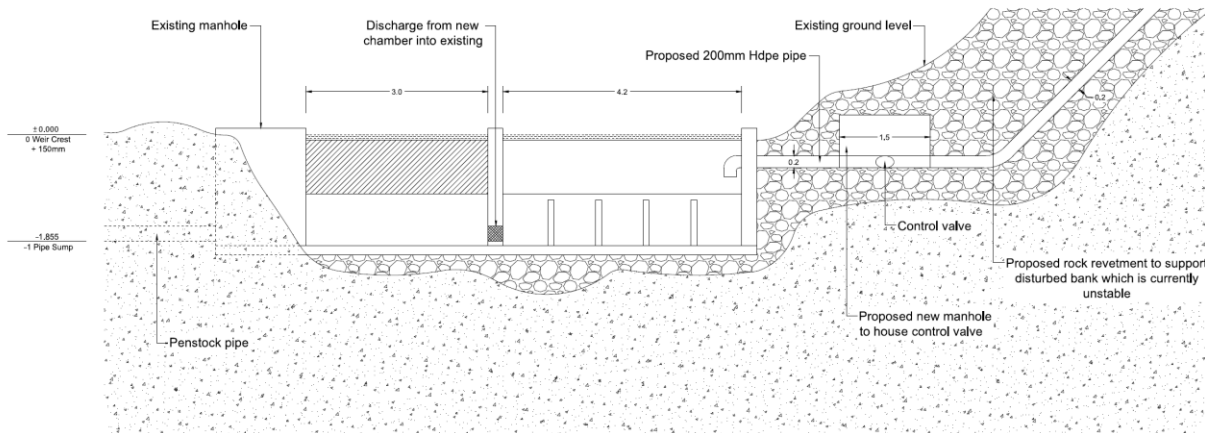 Existing manhole
Discharge from new
chamber into existing
Existing ground level
Proposed 200mm Hdpe pipe
3.0
4.2
0.2
1.5
±0,000
0 Weir Crest
+ 150mm
0.2
-1,855
-1 Pipe Sump
Control valve
Proposed rock revetment to support
disturbed bank which is currently
unstable
Proposed new manhole
to house control valve
Penstock pipe